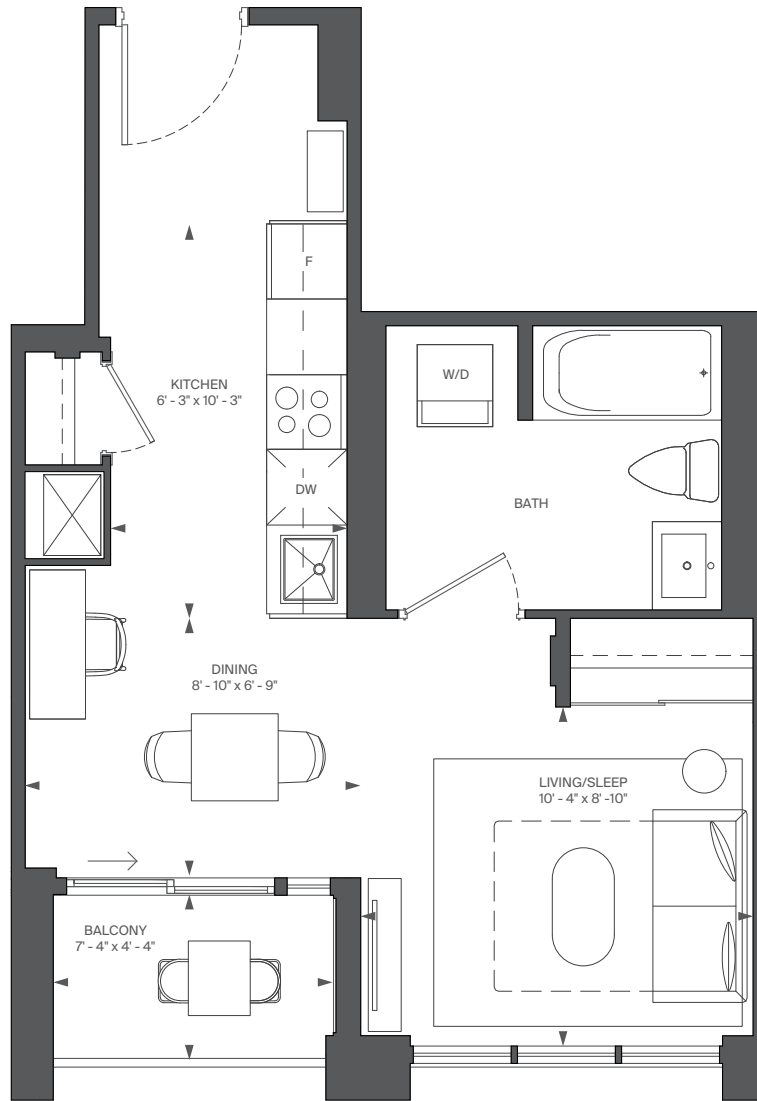 F
W/D
KITCHEN
6' - 3" x 10' - 3"
DW
BATH
DINING
8' - 10" x 6' - 9"
LIVING/SLEEP
10' - 4" x 8' -10"
BALCONY
7' - 4" x 4' - 4"